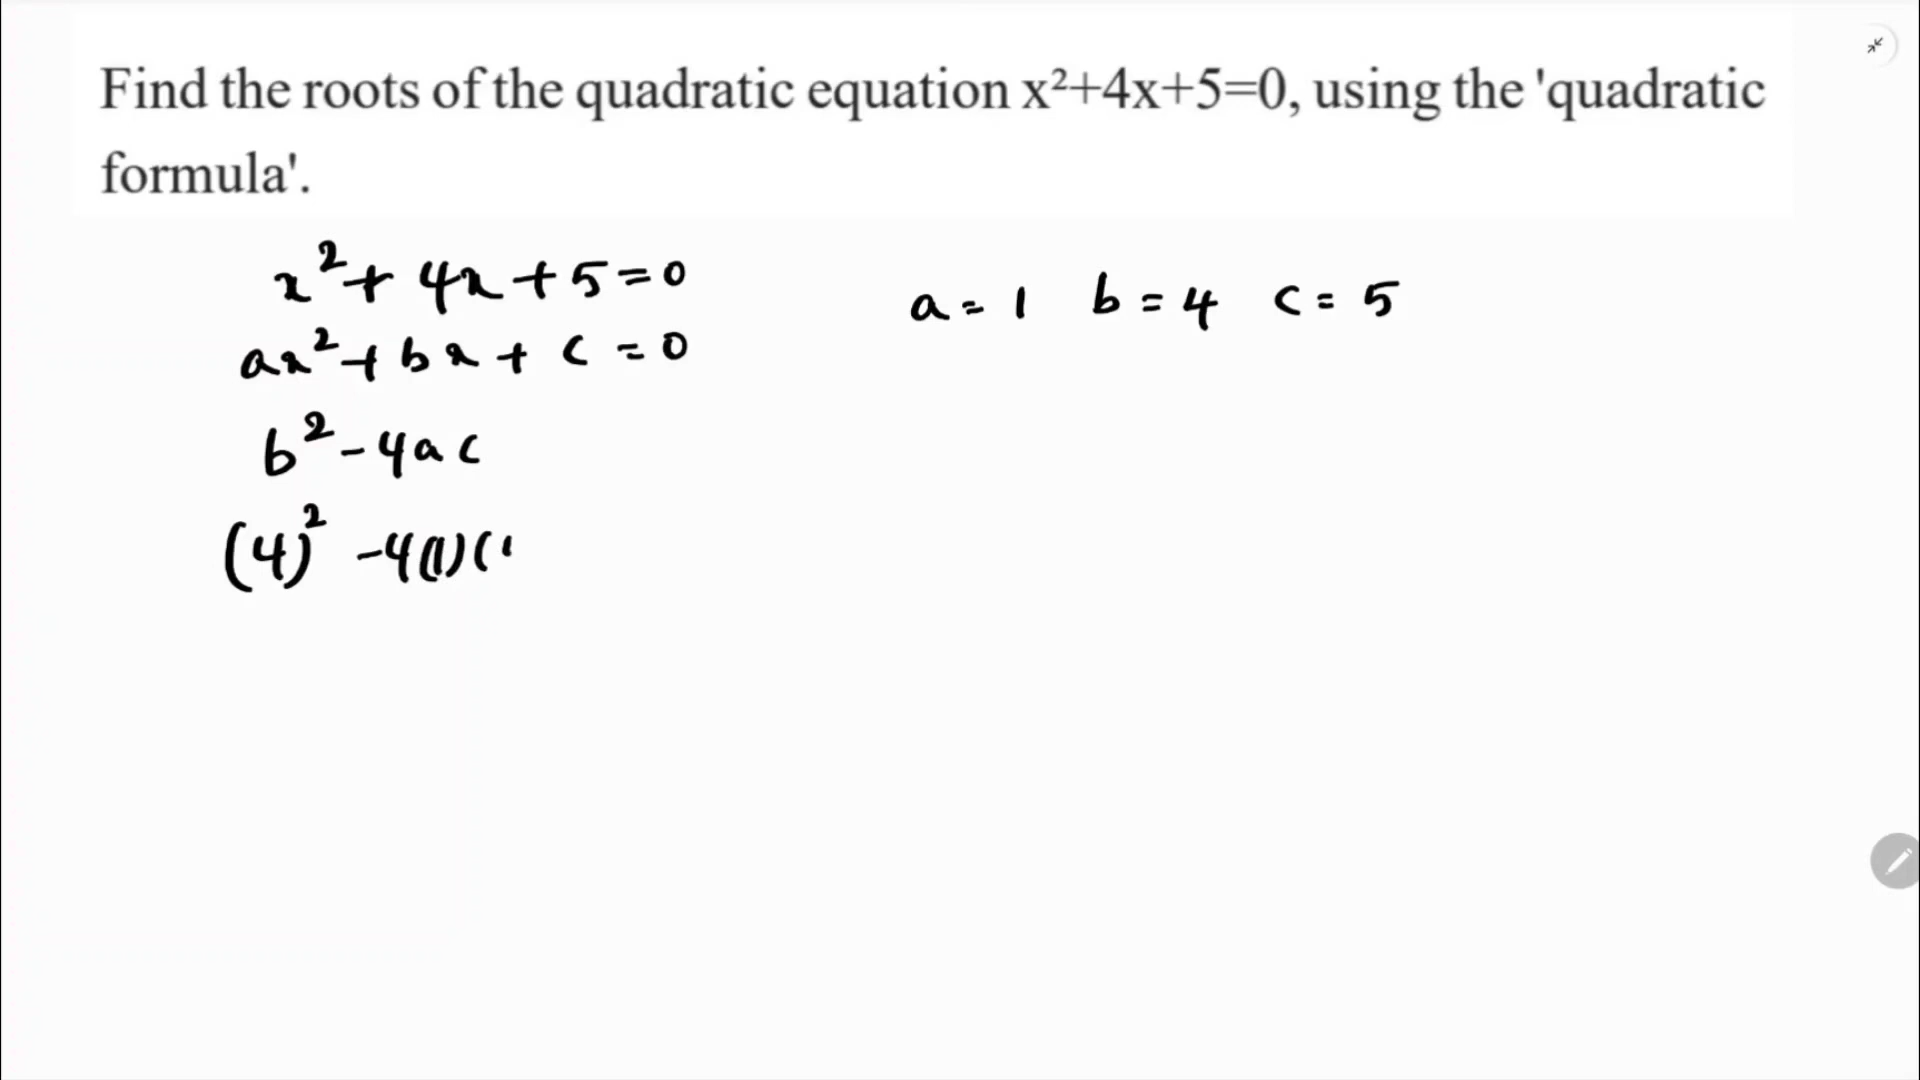 Find the roots of the quadratic equation x²+4x+5=0, using the 'quadratic
formula'.
x²+ 4x+5=0
a=1 b=4 c=5
ax²+bx+c=0
b²-4ac
(4)² -4(1)(